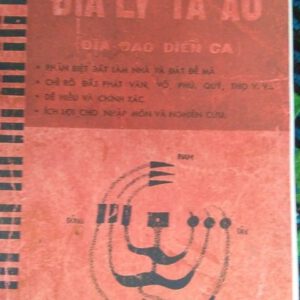 ĐỊA LÝ TẢ AO
(ĐỊA ĐẠO DIỄN CA)
• PHÂN BIỆT ĐẤT LÀM NHÀ VÀ ĐẤT ĐỂ MẢ
• CHỈ RÕ ĐẤT PHÁT VĂN, VÕ, PHÚ, QUÝ, THỌ V.V.
• DỄ HIỂU VÀ CHÍNH XÁC
• ÍCH LỢI CHO NHẬP MÔN VÀ NGHIÊN CỨU.
NAM
ĐÔNG
TÂY